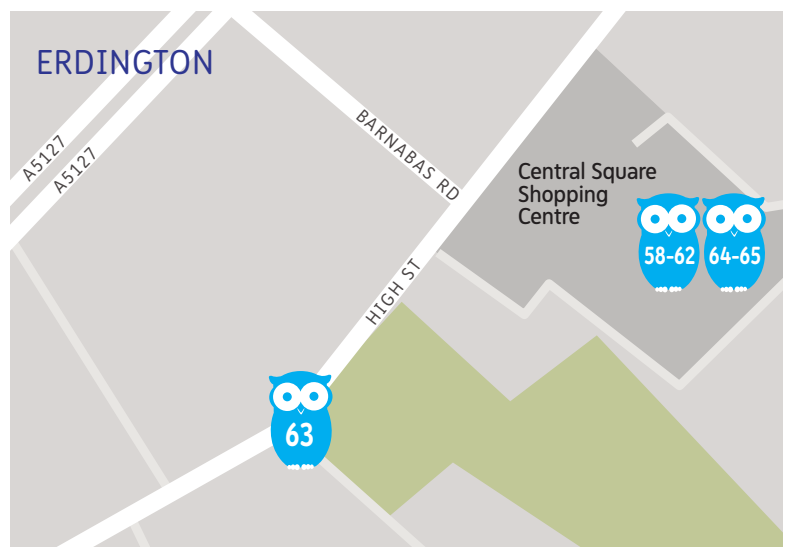 ERDINGTON
A5127
A5127
BARNABAS RD
HIGH ST
Central Square
Shopping
Centre
58-62
64-65
63